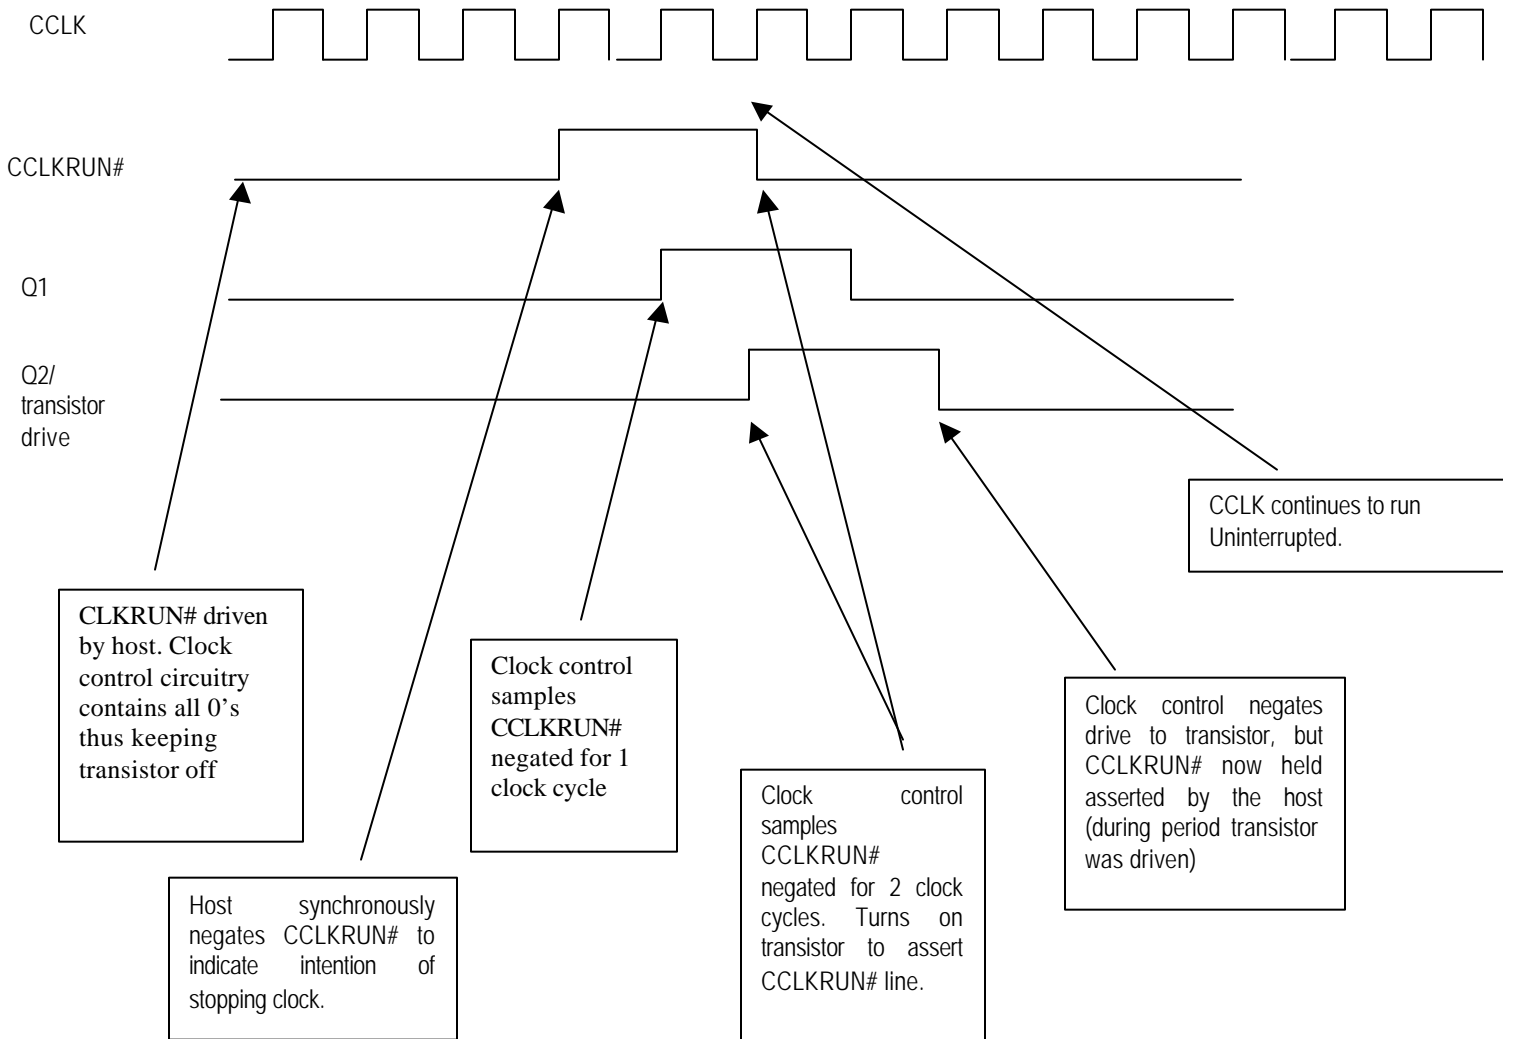 CCLK
CCLKRUN#
Q1
Q2/
transistor
drive
CCLK continues to run
Uninterrupted.
CLKRUN# driven
by host. Clock
control circuitry
contains all 0's
thus keeping
transistor off
Clock control
samples
CCLKRUN#
negated for 1
clock cycle
Clock control negates
drive to transistor, but
CCLKRUN# now held
asserted by the host
(during period transistor
was driven)
Clock control
samples
CCLKRUN#
negated for 2 clock
cycles. Turns on
transistor to assert
CCLKRUN# line.
Host synchronously
negates CCLKRUN# to
indicate intention of
stopping clock.